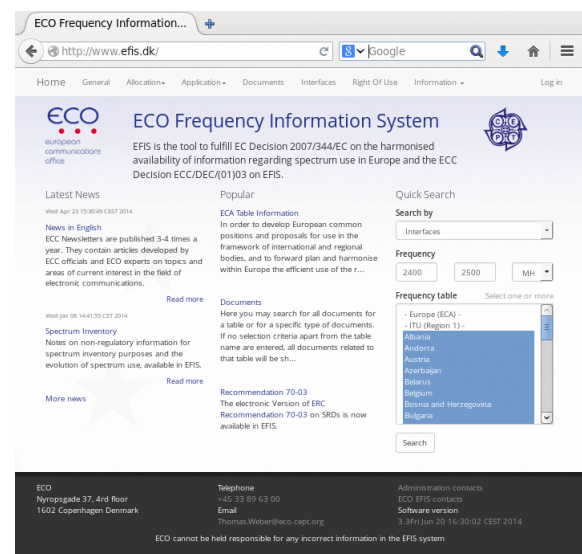 ECO Frequency Information...
http://www.efis.dk/
Google
Home General Allocation Application Documents Interfaces Right Of Use Information Log in
ECO
european
communications
office
ECO Frequency Information System
EFIS is the tool to fulfill EC Decision 2007/344/EC on the harmonised
availability of information regarding spectrum use in Europe and the ECC
Decision ECC/DEC/(01)03 on EFIS.
C E P T
Latest News
Wed Apr 23 15:30:49 CEST 2014
News in English
ECC Newsletters are published 3-4 times a
year. They contain articles developed by
ECC officials and ECO experts on topics and
areas of current interest in the field of
electronic communications.
Read more
Wed Jan 08 14:41:55 CET 2014
Spectrum Inventory
Notes on non-regulatory information for
spectrum inventory purposes and the
evolution of spectrum use, available in EFIS.
Read more
More news
Popular
ECA Table Information
In order to develop European common
positions and proposals for use in the
framework of international and regional
bodies, and to forward plan and harmonise
within Europe the efficient use of the r...
Documents
Here you may search for all documents for
a table or for a specific type of documents.
If no selection criteria apart from the table
name are entered, all documents related to
that table will be sh...
Recommendation 70-03
The electronic Version of ERC
Recommendation 70-03 on SRDs is now
available in EFIS.
Quick Search
Search by
Interfaces
Frequency
2400 2500 MH
Frequency table Select one or more
- Europe (ECA) -
- ITU (Region 1) -
Albania
Andorra
Austria
Azerbaijan
Belarus
Belgium
Bosnia and Herzegovina
Bulgaria
Search
ECO
Nyropsgade 37, 4rd floor
1602 Copenhagen Denmark
Telephone
+45 33 89 63 00
Email
Thomas.Weber@eco.cept.org
Administration contacts
ECO EFIS contacts
Software version
3.3Fri Jun 20 16:30:02 CEST 2014
ECO cannot be held responsible for any incorrect information in the EFIS system